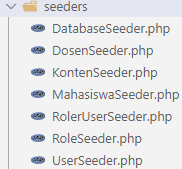 seeders
DatabaseSeeder.php
DosenSeeder.php
KontenSeeder.php
MahasiswaSeeder.php
RolerUserSeeder.php
RoleSeeder.php
UserSeeder.php